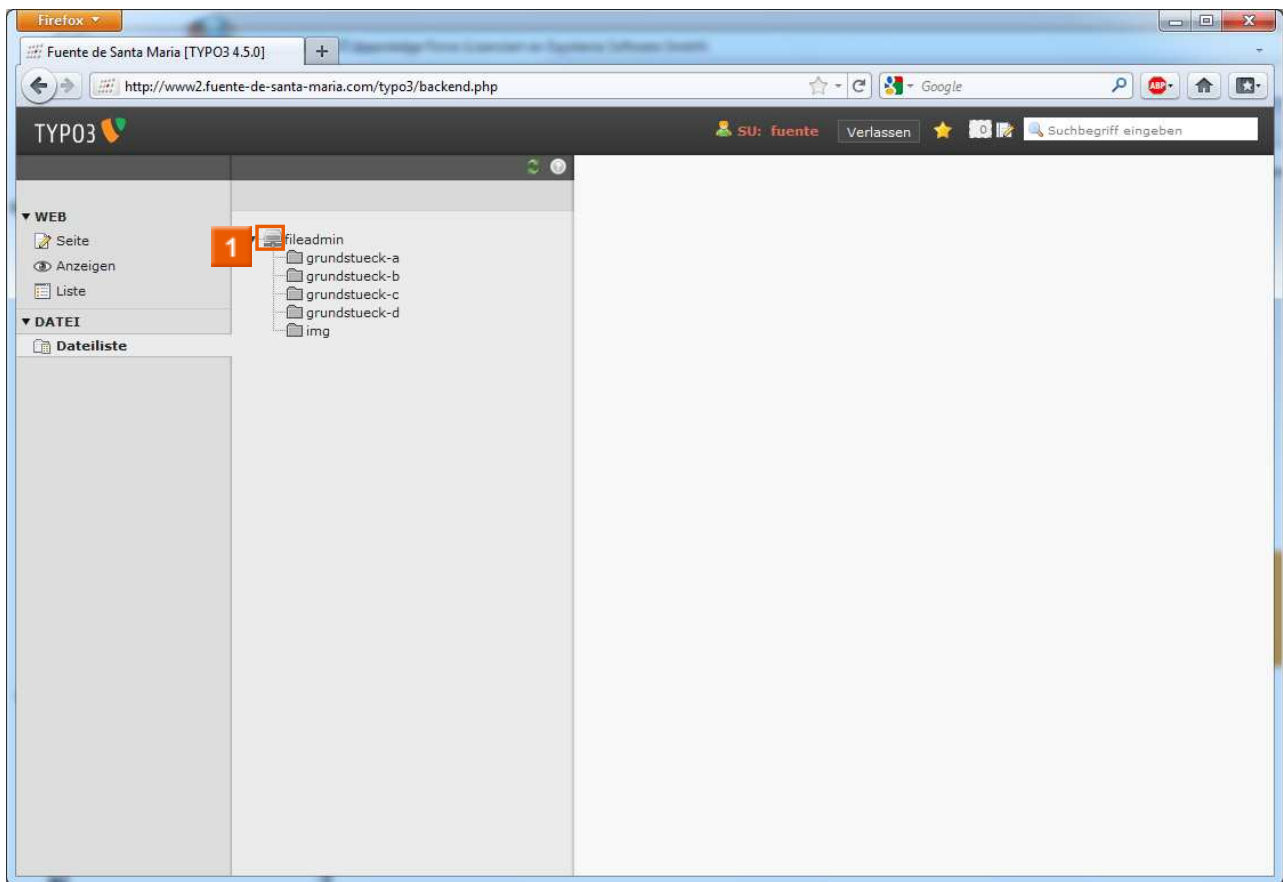 Firefox
Fuente de Santa Maria [TYPO3 4.5.0]
http://www2.fuente-de-santa-maria.com/typo3/backend.php
Google
ABP
TYPO3
SU: fuente
Verlassen
0
Suchbegriff eingeben
WEB
Seite
Anzeigen
Liste
DATEI
Dateiliste
1
fileadmin
grundstueck-a
grundstueck-b
grundstueck-c
grundstueck-d
img